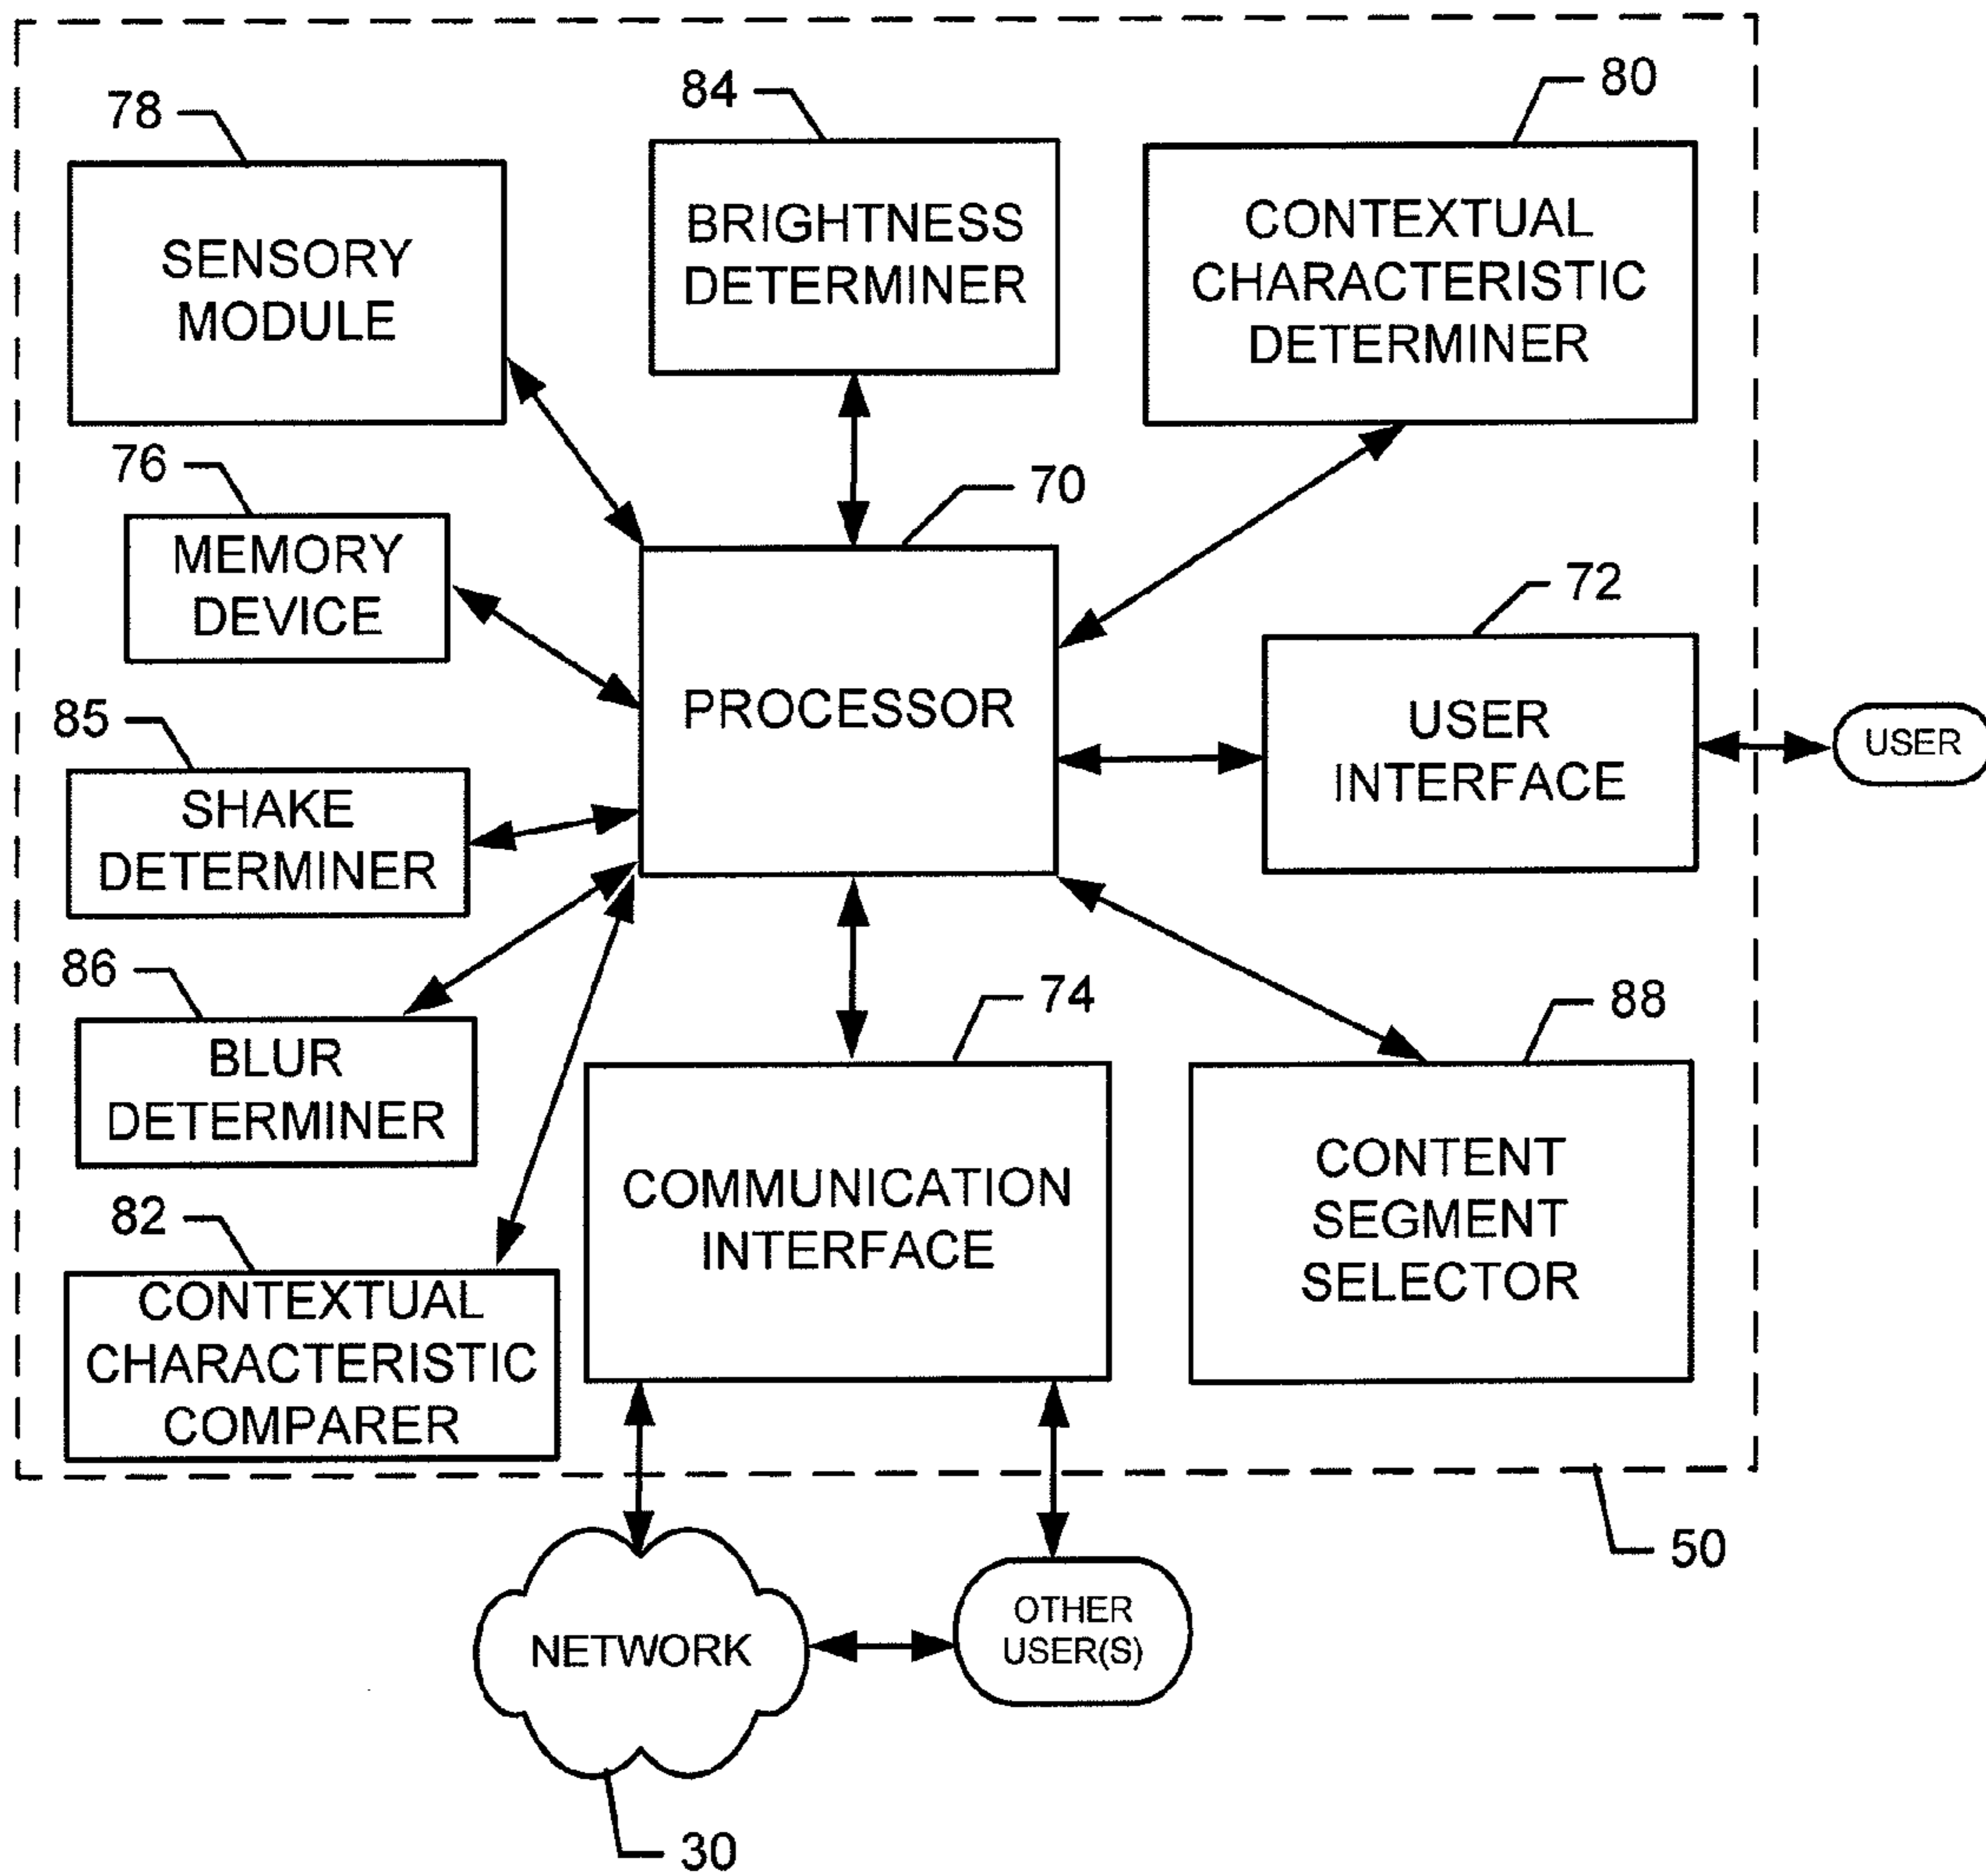 78
84
80
SENSORY
MODULE
BRIGHTNESS
DETERMINER
CONTEXTUAL
CHARACTERISTIC
DETERMINER
76
70
MEMORY
DEVICE
72
PROCESSOR
USER
INTERFACE
USER
85
SHAKE
DETERMINER
86
74
88
BLUR
DETERMINER
COMMUNICATION
INTERFACE
CONTENT
SEGMENT
SELECTOR
82
CONTEXTUAL
CHARACTERISTIC
COMPARER
50
NETWORK
OTHER
USER(S)
30